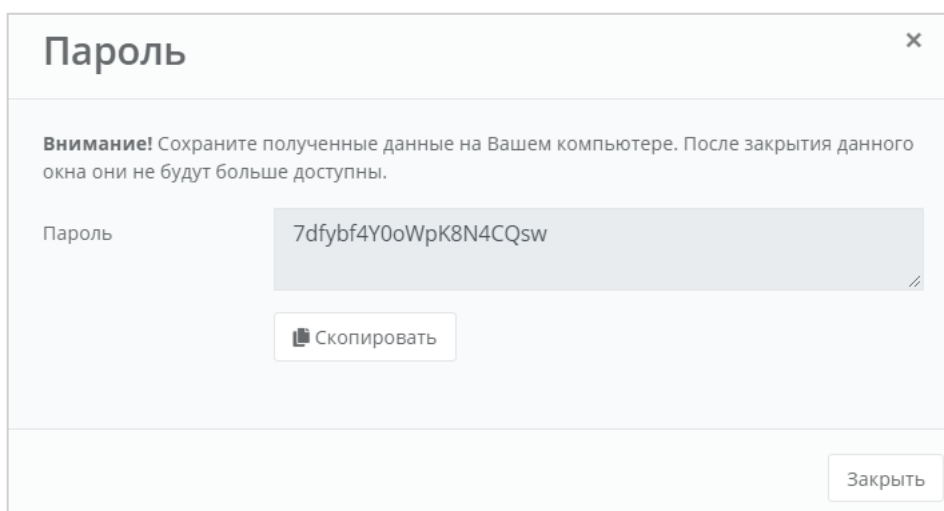 Пароль
Внимание! Сохраните полученные данные на Вашем компьютере. После закрытия данного
окна они не будут больше доступны.
Пароль
7dfybf4Y0oWpK8N4CQsw
Скопировать
Закрыть